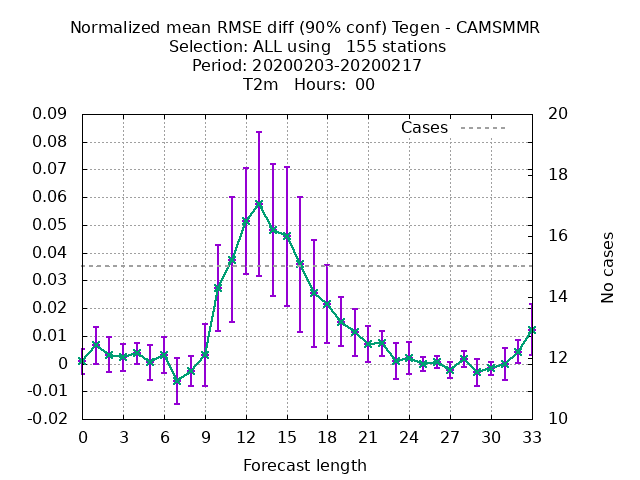 Normalized mean RMSE diff (90% conf) Tegen - CAMSMMR
Selection: ALL using 155 stations
Period: 20200203-20200217
T2m Hours: 00
Cases
0.09
0.08
0.07
0.06
0.05
0.04
0.03
0.02
0.01
0
-0.01
-0.02
20
18
16
14
12
10
No cases
0 3 6 9 12 15 18 21 24 27 30 33
Forecast length